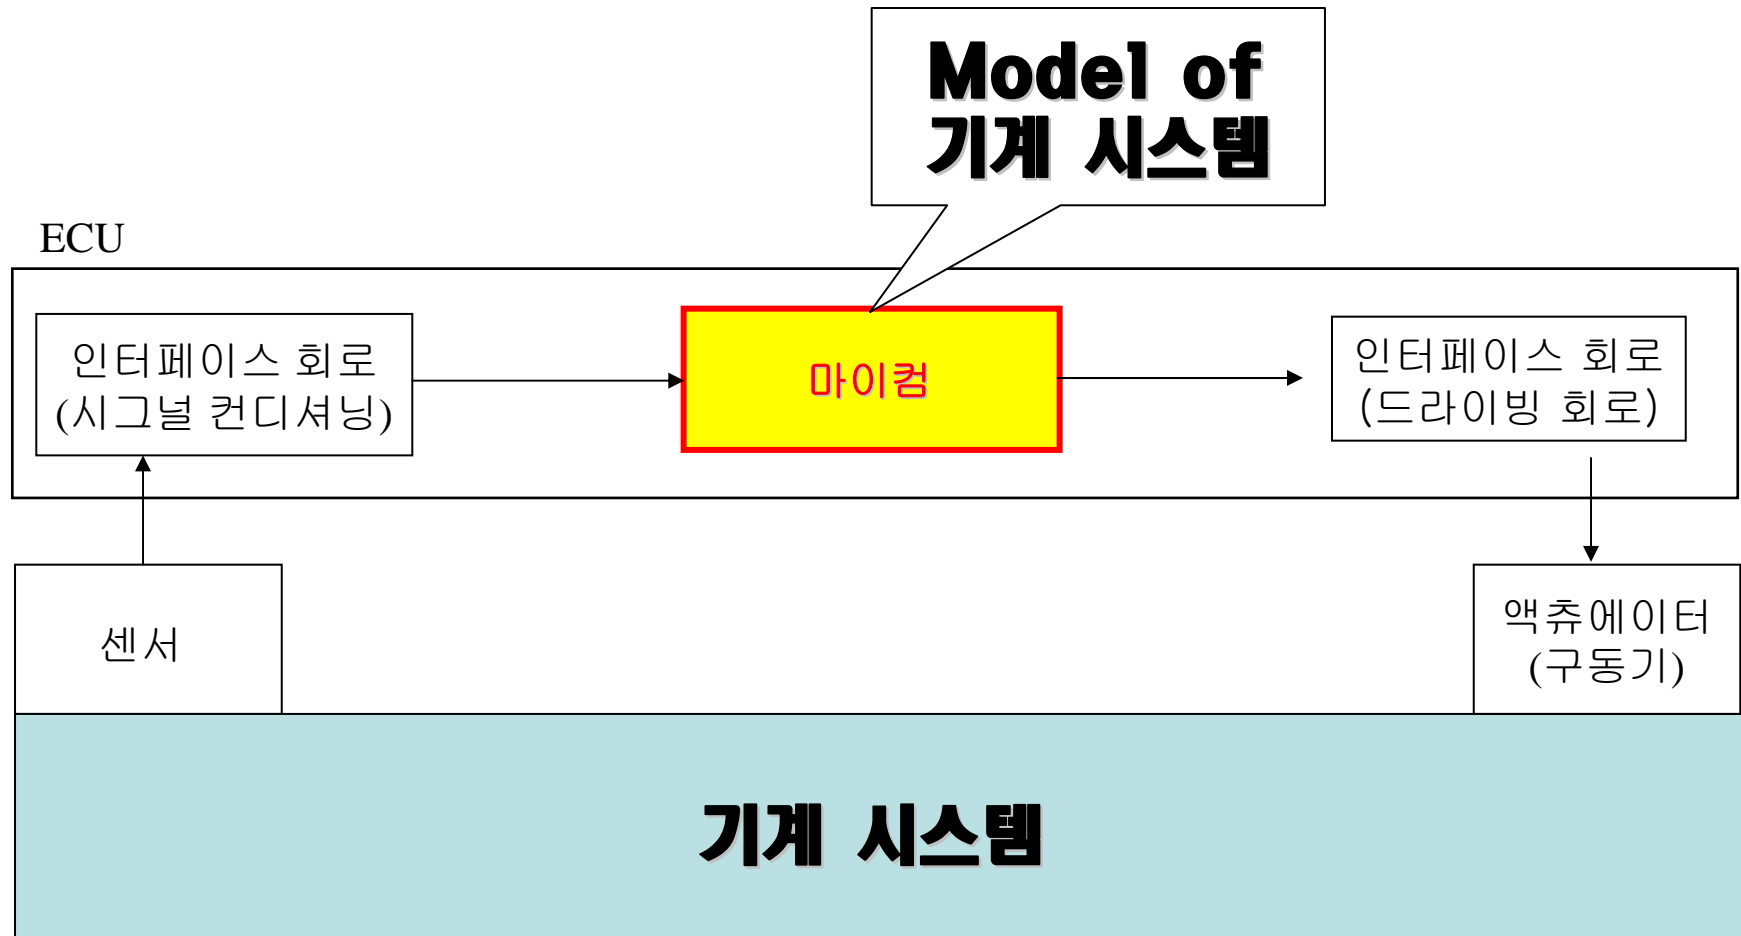 Model of
기계 시스템
ECU
인터페이스 회로
(시그널 컨디셔닝)
마이컴
인터페이스 회로
(드라이빙 회로)
센서
액츄에이터
(구동기)
기계 시스템